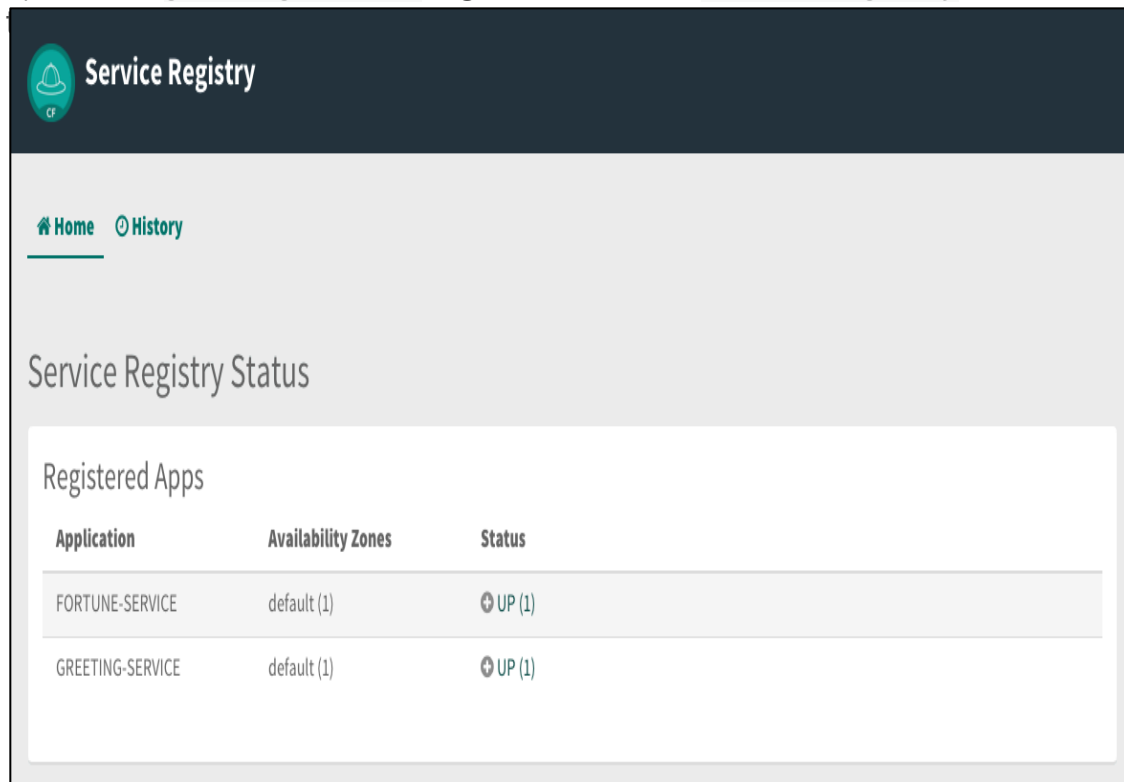 Service Registry
CF
Home History
Service Registry Status
Registered Apps
Application Availability Zones Status
FORTUNE-SERVICE default (1) UP (1)
GREETING-SERVICE default (1) UP (1)